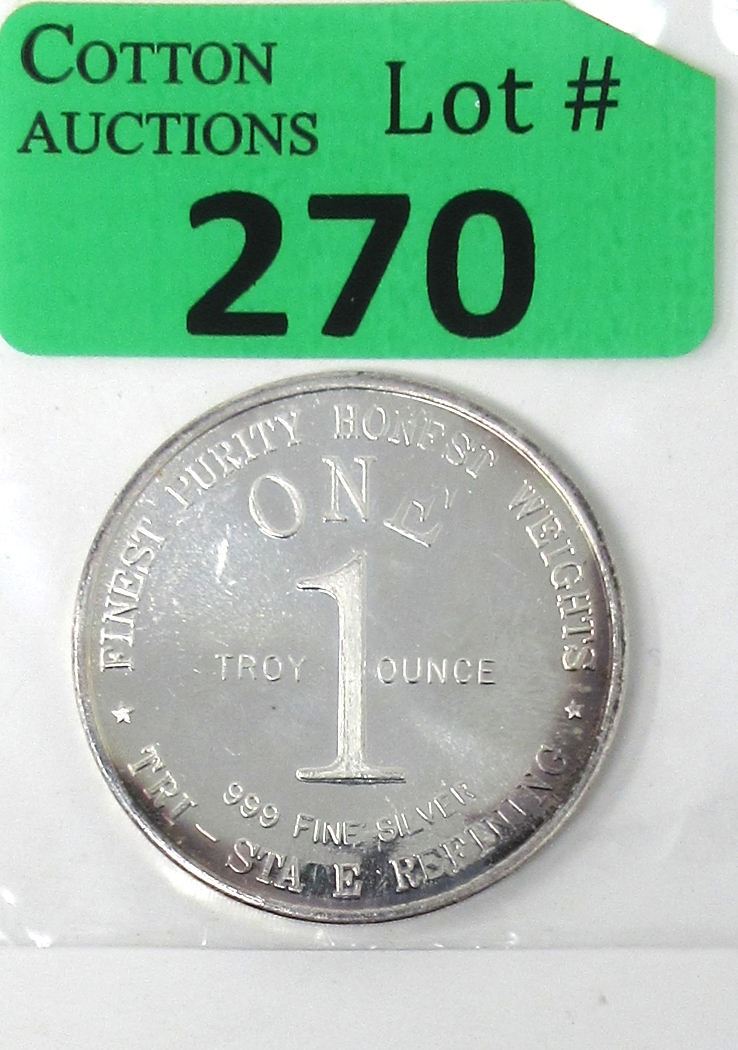 COTTON
AUCTIONS
Lot #
270
FINEST PURITY HONEST WEIGHTS
ONE
1
TROY OUNCE
999 FINE SILVER
TRI-STATE REFINING